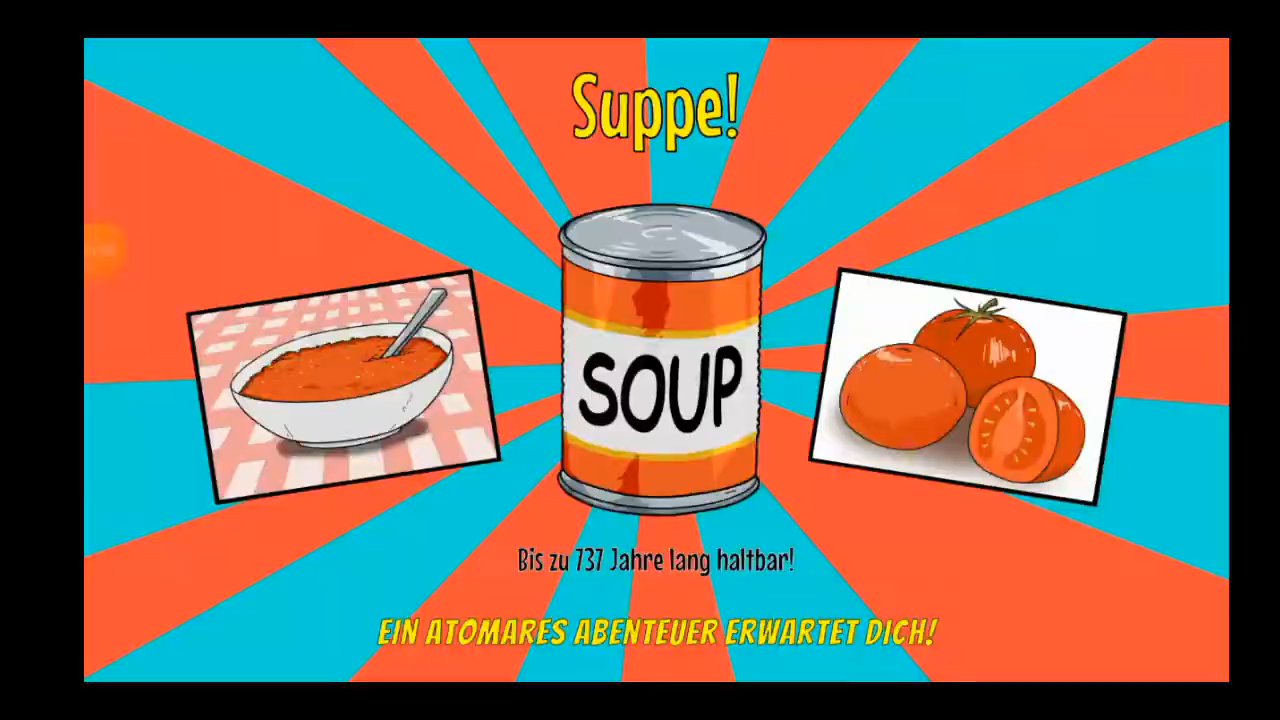 Suppe!
SOUP
Bis zu 737 Jahre lang haltbar!
EIN ATOMARES ABENTEUER ERWARTET DICH!